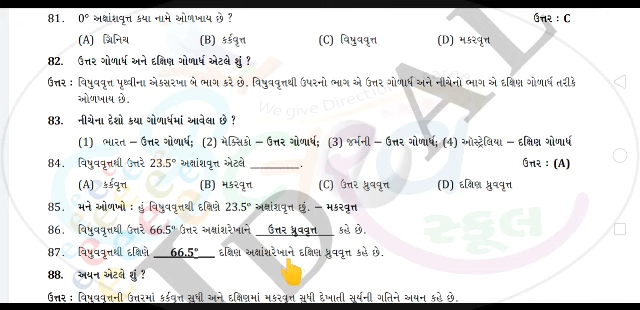 81. 0° અક્ષાંશવૃત્ત કયા નામે ઓળખાય છે ? ઉત્તર : C
(A) ગ્રિનિચ (B) કર્કવૃત્ત (C) વિષુવવૃત્ત (D) મકરવૃત્ત
82. ઉત્તર ગોળાર્ધ અને દક્ષિણ ગોળાર્ધ એટલે શું ?
ઉત્તર : વિષુવવૃત્ત પૃથ્વીના એકસરખા બે ભાગ કરે છે. વિષુવવૃત્તથી ઉપરનો ભાગ એ ઉત્તર ગોળાર્ધ અને નીચેનો ભાગ એ દક્ષિણ ગોળાર્ધ તરીકે
ઓળખાય છે.
We give Direct
83. નીચેના દેશો કયા ગોળાર્ધમાં આવેલા છે ?
(1) ભારત – ઉત્તર ગોળાર્ધ; (2) મેક્સિકો – ઉત્તર ગોળાર્ધ; (3) જર્મની – ઉત્તર ગોળાર્ધ; (4) ઓસ્ટ્રેલિયા – દક્ષિણ ગોળાર્ધ
84. વિષુવવૃત્તથી ઉત્તરે 23.5° અક્ષાંશવૃત્ત એટલે ________. ઉત્તર : (A)
(A) કર્કવૃત્ત (B) મકરવૃત્ત (C) ઉત્તર ધ્રુવવૃત્ત (D) દક્ષિણ ધ્રુવવૃત્ત
85. મને ઓળખો : હું વિષુવવૃત્તથી દક્ષિણે 23.5° અક્ષાંશવૃત્ત છું. – મકરવૃત્ત
86. વિષુવવૃત્તથી ઉત્તરે 66.5° ઉત્તર અક્ષાંશરેખાને ઉત્તર ધ્રુવવૃત્ત કહે છે.
87. વિષુવવૃત્તથી દક્ષિણે 66.5° દક્ષિણ અક્ષાંશરેખાને દક્ષિણ ધ્રુવવૃત્ત કહે છે.
88. અયન એટલે શું ?
ઉત્તર : વિષુવવૃત્તની ઉત્તરમાં કર્કવૃત્ત સુધી અને દક્ષિણમાં મકરવૃત્ત સુધી દેખાતી સૂર્યની ગતિને અયન કહે છે.
IDEAL
સ્કૂલ